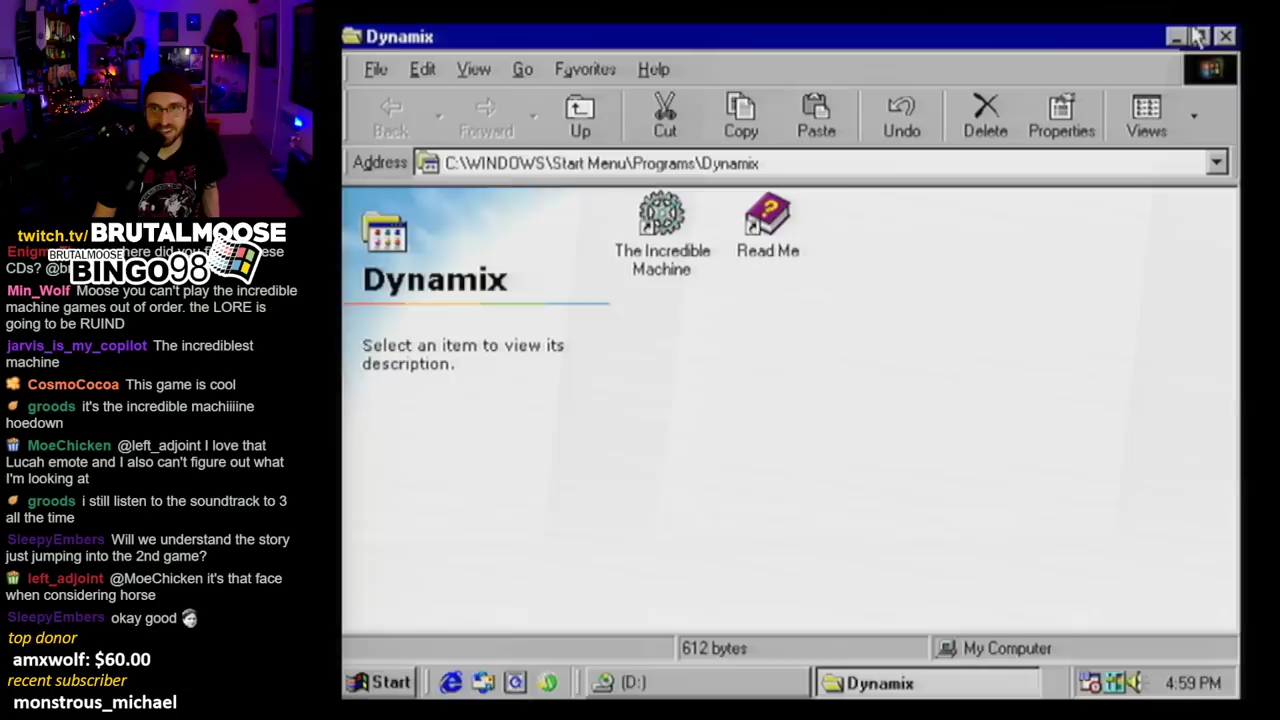 twitch.tv/BRUTALMOOSE
BRUTALMOOSE
BINGO98
CDs?
Min_Wolf Moose you can't play the incredible
machine games out of order. the LORE is
going to be RUIND
jarvis_is_my_copilot The incrediblest
machine
CosmoCocoa This game is cool
groods it's the incredible machiiiine
hoedown
MoeChicken @left_adjoint I love that
Lucah emote and I also can't figure out what
I'm looking at
groods i still listen to the soundtrack to 3
all the time
SleepyEmbers Will we understand the story
just jumping into the 2nd game?
left_adjoint @MoeChicken it's that face
when considering horse
SleepyEmbers okay good
top donor
amxwolf: $60.00
recent subscriber
monstrous_michael
Dynamix
File Edit View Go Favorites Help
Back Forward Up Cut Copy Paste Undo Delete Properties Views
Address C:\WINDOWS\Start Menu\Programs\Dynamix
Dynamix
Select an item to view its
description.
The Incredible
Machine
Read Me
612 bytes My Computer
Start (D:) Dynamix 4:59 PM